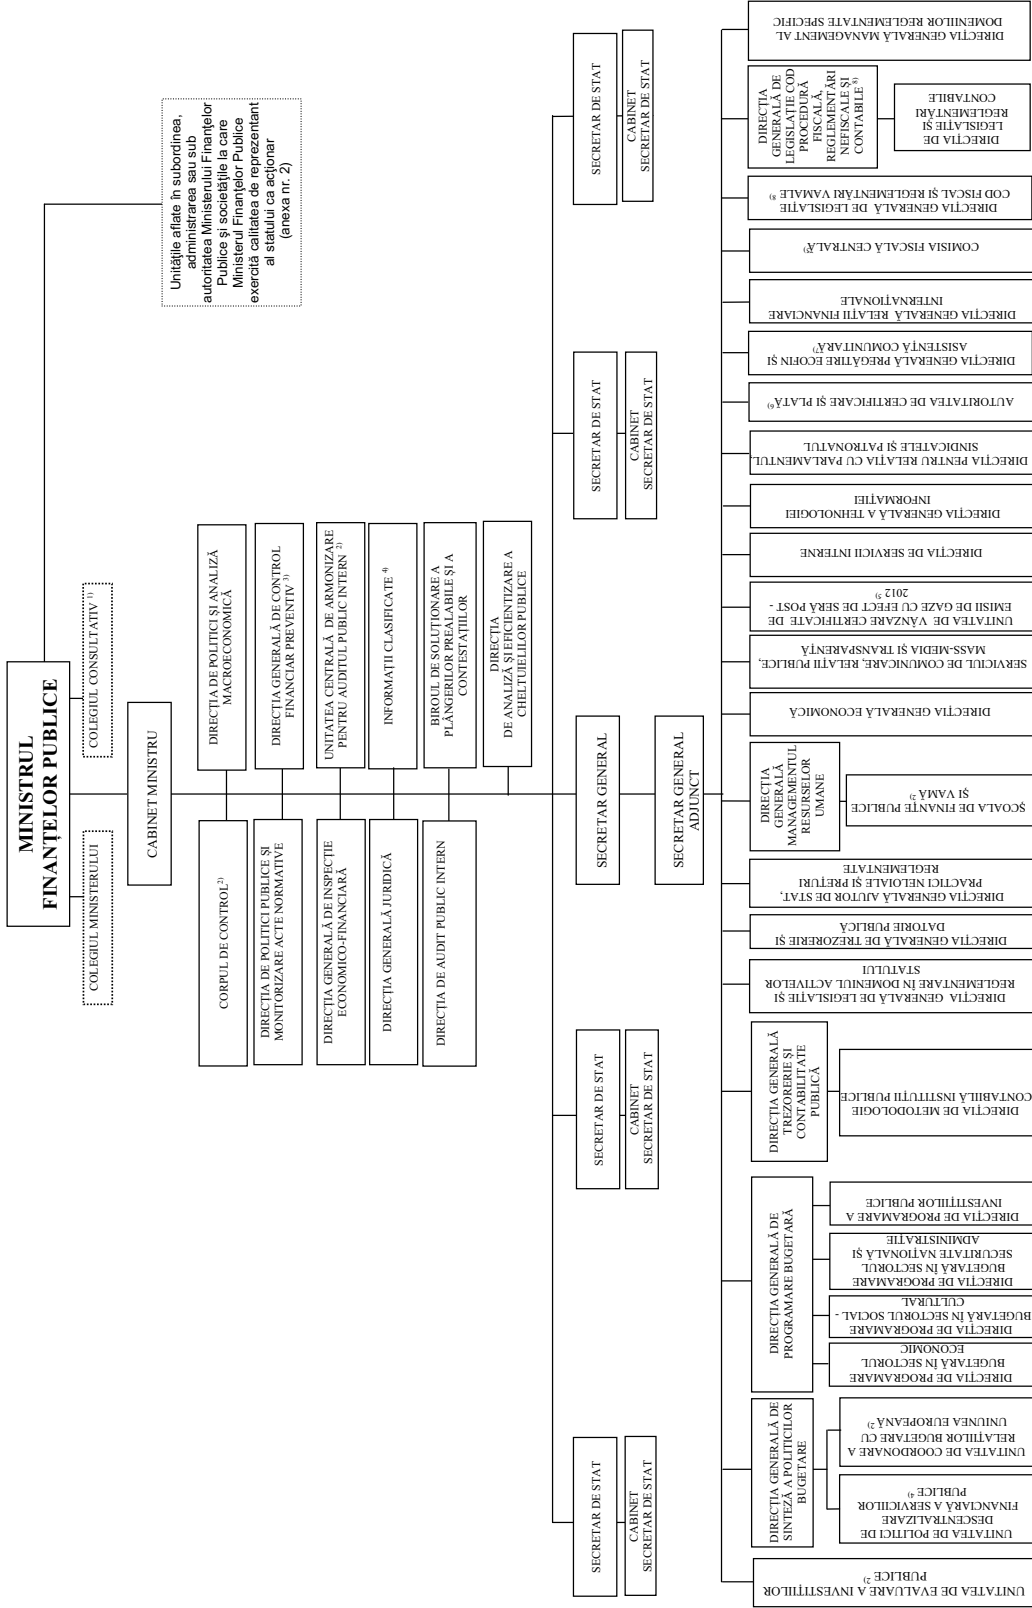 MINISTRUL
FINANȚELOR PUBLICE
COLEGIUL MINISTERULUI
COLEGIUL CONSULTATIV 1)
CABINET MINISTRU
Unitățile aflate în subordinea,
administrarea sau sub
autoritatea Ministerului Finanțelor
Publice și societățile la care
Ministerul Finanțelor Publice
exercită calitatea de reprezentant
al statului ca acționar
(anexa nr. 2)
CORPUL DE CONTROL 2)
DIRECȚIA DE POLITICI ȘI ANALIZĂ
MACROECONOMICĂ
DIRECȚIA DE POLITICI PUBLICE ȘI
MONITORIZARE ACTE NORMATIVE
DIRECȚIA GENERALĂ DE CONTROL
FINANCIAR PREVENTIV 3)
DIRECȚIA GENERALĂ DE INSPECȚIE
ECONOMICO-FINANCIARĂ
UNITATEA CENTRALĂ DE ARMONIZARE
PENTRU AUDITUL PUBLIC INTERN 2)
DIRECȚIA GENERALĂ JURIDICĂ
INFORMAȚII CLASIFICATE 4)
DIRECȚIA DE AUDIT PUBLIC INTERN
BIROUL DE SOLUȚIONARE A
PLÂNGERILOR PREALABILE ȘI A
CONTESTAȚIILOR
DIRECȚIA
DE ANALIZĂ ȘI EFICIENTIZARE A
CHELTUIELILOR PUBLICE
SECRETAR DE STAT
CABINET
SECRETAR DE STAT
SECRETAR DE STAT
CABINET
SECRETAR DE STAT
SECRETAR GENERAL
SECRETAR GENERAL
ADJUNCT
SECRETAR DE STAT
CABINET
SECRETAR DE STAT
SECRETAR DE STAT
CABINET
SECRETAR DE STAT
UNITATEA DE EVALUARE A INVESTIȚIILOR
PUBLICE 2)
DIRECȚIA GENERALĂ DE
SINTEZĂ A POLITICILOR
BUGETARE
UNITATEA DE POLITICI DE
DESCENTRALIZARE
FINANCIARĂ A SERVICIILOR
PUBLICE 4)
UNITATEA DE COORDONARE A
RELAȚIILOR BUGETARE CU
UNIUNEA EUROPEANĂ 2)
DIRECȚIA GENERALĂ DE
PROGRAMARE BUGETARĂ
DIRECȚIA DE PROGRAMARE
BUGETARĂ ÎN SECTORUL
ECONOMIC
DIRECȚIA DE PROGRAMARE
BUGETARĂ ÎN SECTORUL SOCIAL -
CULTURAL
DIRECȚIA DE PROGRAMARE
BUGETARĂ ÎN SECTORUL
SECURITATE NAȚIONALĂ ȘI
ADMINISTRAȚIE
DIRECȚIA DE PROGRAMARE A
INVESTIȚIILOR PUBLICE
DIRECȚIA GENERALĂ
TREZORERIE ȘI
CONTABILITATE
PUBLICĂ
DIRECȚIA DE METODOLOGIE
CONTABIIIA INSTITUȚII PUBLICE
DIRECȚIA GENERALĂ DE LEGISLAȚIE ȘI
REGLEMENTARE ÎN DOMENIUL ACTIVELOR
STATULUI
DIRECȚIA GENERALĂ DE TREZORERIE ȘI
DATORIE PUBLICĂ
DIRECȚIA GENERALĂ AJUTOR DE STAT,
PRACTICI NELOIALE ȘI PREȚURI
REGLEMENTATE
DIRECȚIA
GENERALĂ
MANAGEMENTUL
RESURSELOR
UMANE
ȘCOALA DE FINANȚE PUBLICE
ȘI VAMĂ 2)
DIRECȚIA GENERALĂ ECONOMICĂ
SERVICIUL DE COMUNICARE, RELAȚII PUBLICE,
MASS-MEDIA ȘI TRANSPARENȚĂ
UNITATEA DE VÂNZARE CERTIFICATE DE
EMISII DE GAZE CU EFECT DE SERĂ POST -
2012 5)
DIRECȚIA DE SERVICII INTERNE
DIRECȚIA GENERALĂ A TEHNOLOGIEI
INFORMAȚIEI
DIRECȚIA PENTRU RELAȚIA CU PARLAMENTUL,
SINDICATELE ȘI PATRONATUL
AUTORITATEA DE CERTIFICARE ȘI PLATĂ 6)
DIRECȚIA GENERALĂ PREGĂTIRE ECOFIN ȘI
ASISTENȚĂ COMUNITARĂ 7)
DIRECȚIA GENERALĂ RELAȚII FINANCIARE
INTERNAȚIONALE
COMISIA FISCALĂ CENTRALĂ
DIRECȚIA GENERALĂ DE LEGISLAȚIE
COD FISCAL ȘI REGLEMENTĂRI VAMALE 8)
DIRECȚIA
GENERALĂ DE
LEGISLAȚIE COD
PROCEDURĂ
FISCALĂ,
REGLEMENTĂRI
NEFISCALE ȘI
CONTABILE 8)
DIRECȚIA DE
LEGISLAȚIE ȘI
REGLEMENTĂRI
CONTABILE
DIRECȚIA GENERALĂ MANAGEMENT AL
DOMENIILOR REGLEMENTATE SPECIFIC